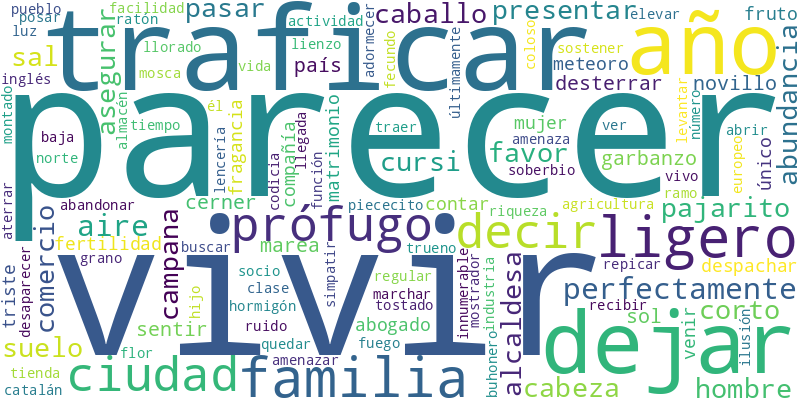 pueblo
posar
luz
inglés
facilidad
ratón
pasar
actividad
lienzo
llorado
mosca
vida
país
adormecer
caballo
fecundo
presentar
coloso
últimamente
sostener
elevar
meteoro
desterrar
fruto
novillo
año
traficar
sal
asegurar
montado
almacén
levantar
número
abundancia
parecer
baja
norte
tiempo
él
lencería
fragancia
codicia
compañía
llegada
función
matrimonio
traer
cursi
mujer
amenaza
favor
soberbio
ver
garbanzo
vivo
ramo
europeo
abrir
único
aterrar
abandonar
cerner
piececito
contar
riqueza
agricultura
pajarito
comercio
aire
campana
prófugo
decir
ligero
fertilidad
grano
buscar
marea
trueno
simpatir
innumerable
mostrador
alcaldesa
repicar
despachar
triste
desaparecer
vivir
socio
clase
hormigón
regular
marchar
tostado
buhonero
industria
perfectamente
recibir
sol
corto
venir
ilusión
hijo
sentir
ruido
abogado
dejar
suelo
flor
quedar
fuego
amenazar
tienda
catalán
ciudad
familia
cabeza
hombre